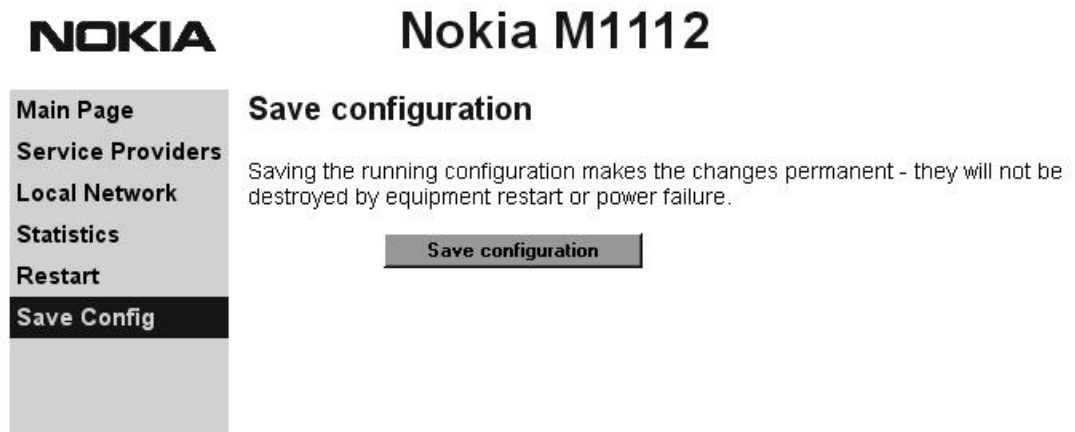 NOKIA
Nokia M1112
Main Page
Service Providers
Local Network
Statistics
Restart
Save Config
Save configuration
Saving the running configuration makes the changes permanent - they will not be
destroyed by equipment restart or power failure.
Save configuration